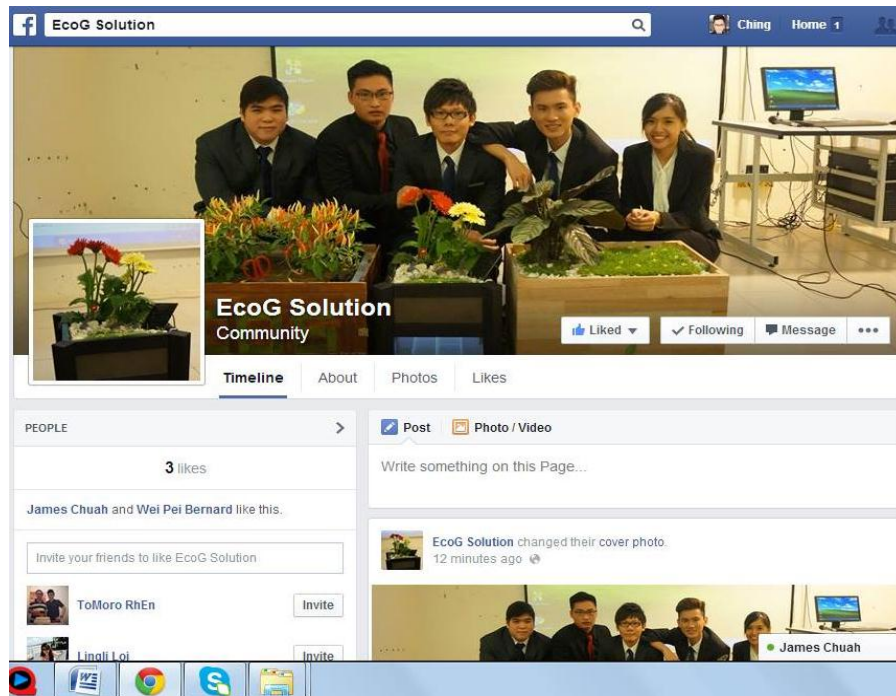 f EcoG Solution Ching Home 1
EcoG Solution
Community
Liked Following Message
Timeline About Photos Likes
PEOPLE
3 likes
James Chuah and Wei Pei Bernard like this.
Invite your friends to like EcoG Solution
ToMoro RhEn Invite
Lingli Loi Invite
Post Photo / Video
Write something on this Page...
EcoG Solution changed their cover photo.
12 minutes ago
James Chuah
W
S